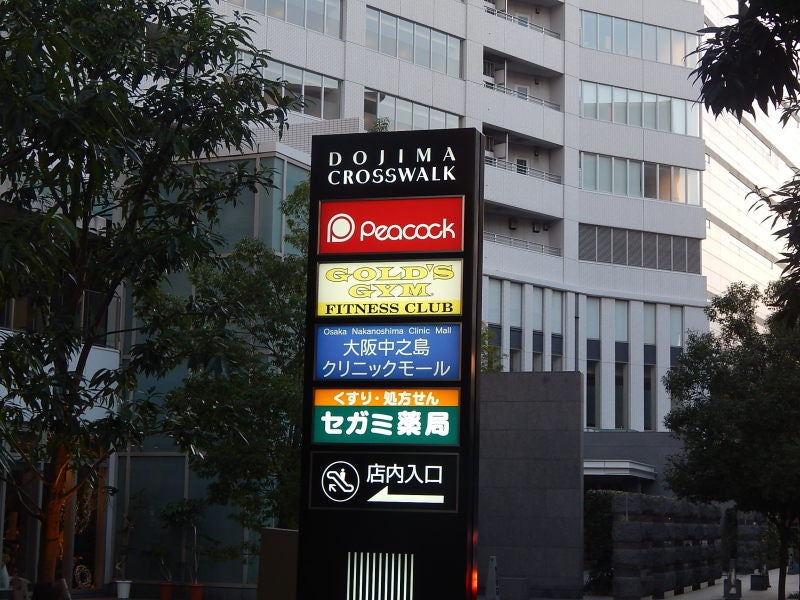 DOJIMA
CROSSWALK
Peacock
GOLD'S
GYM
FITNESS CLUB
Osaka Nakanoshima Clinic Mall
大阪中之島
クリニックモール
くすり・処方せん
セガミ薬局
店内入口